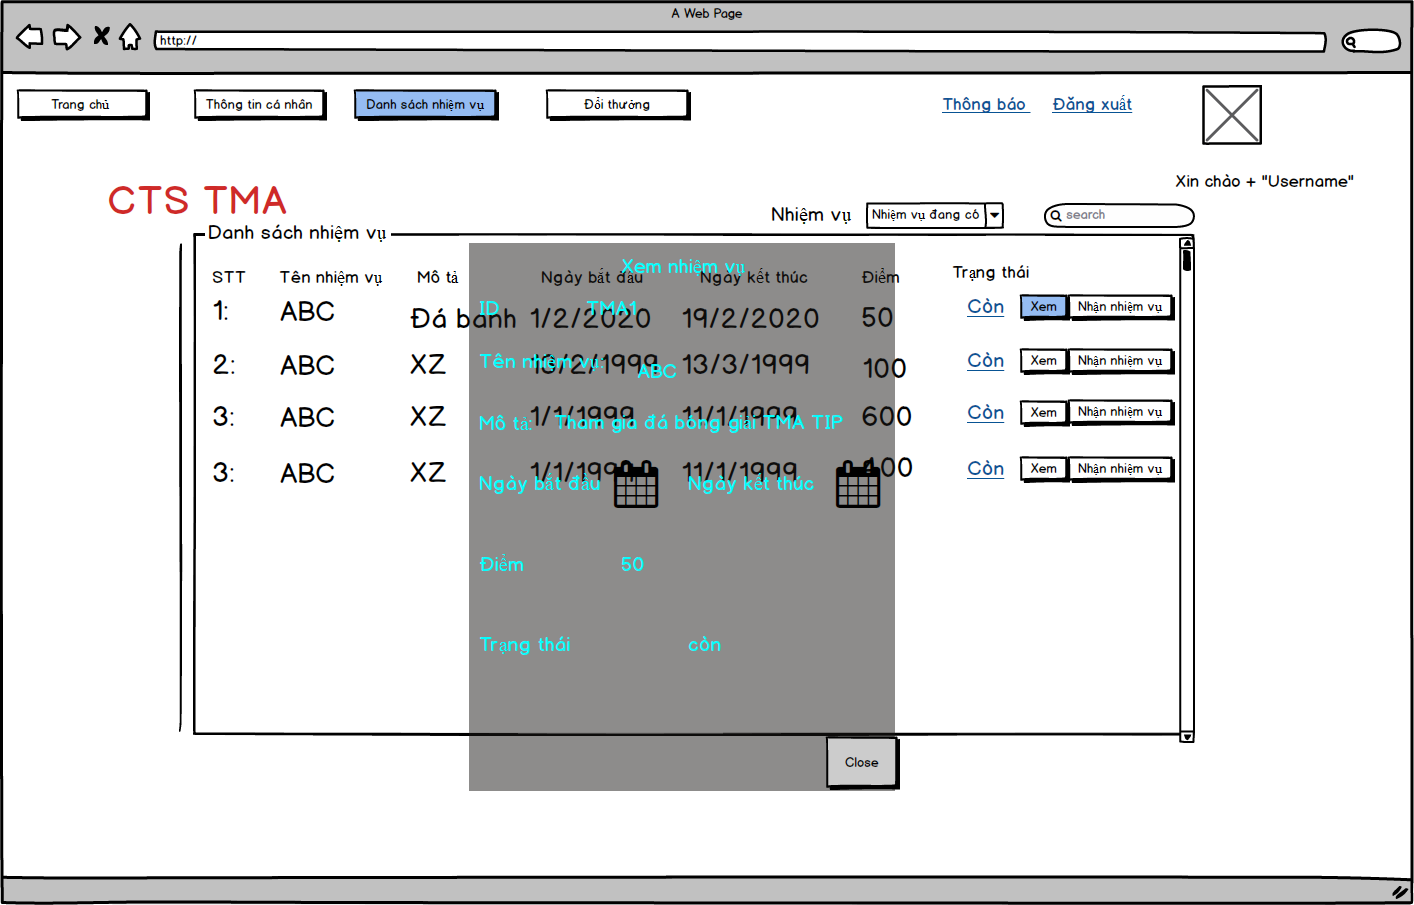 A Web Page
http://
Trang chủ
Thông tin cá nhân
Danh sách nhiệm vụ
Đổi thưởng
Thông báo
Đăng xuất
Xin chào + "Username"
CTS TMA
Nhiệm vụ
Nhiệm vụ đang có
search
Danh sách nhiệm vụ
STT Tên nhiệm vụ Mô tả Ngày bắt đầu Ngày kết thúc Điểm Trạng thái
1: ABC Đá banh 1/2/2020 19/2/2020 50 Còn Xem Nhận nhiệm vụ
2: ABC XZ 13/3/1999 100 Còn Xem Nhận nhiệm vụ
3: ABC XZ 1/1/1999 11/1/1999 600 Còn Xem Nhận nhiệm vụ
3: ABC XZ 1/1/1999 11/1/1999 Còn Xem Nhận nhiệm vụ
Xem nhiệm vụ
ID TMA1
Tên nhiệm vụ: ABC
Mô tả: Tham gia đá bóng giải TMA TIP
Ngày bắt đầu Ngày kết thúc
Điểm 50
Trạng thái còn
Close